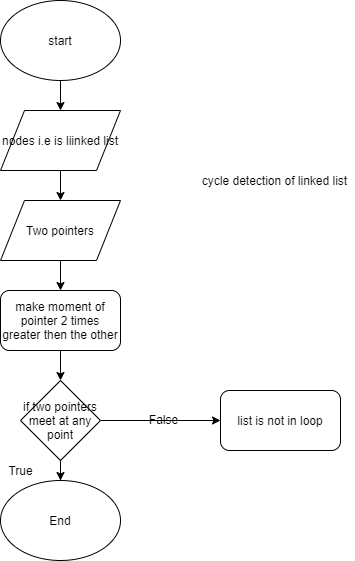 start
nodes i.e is liinked list
cycle detection of linked list
Two pointers
make moment of
pointer 2 times
greater then the other
if two pointers
meet at any
point
False
list is not in loop
True
End